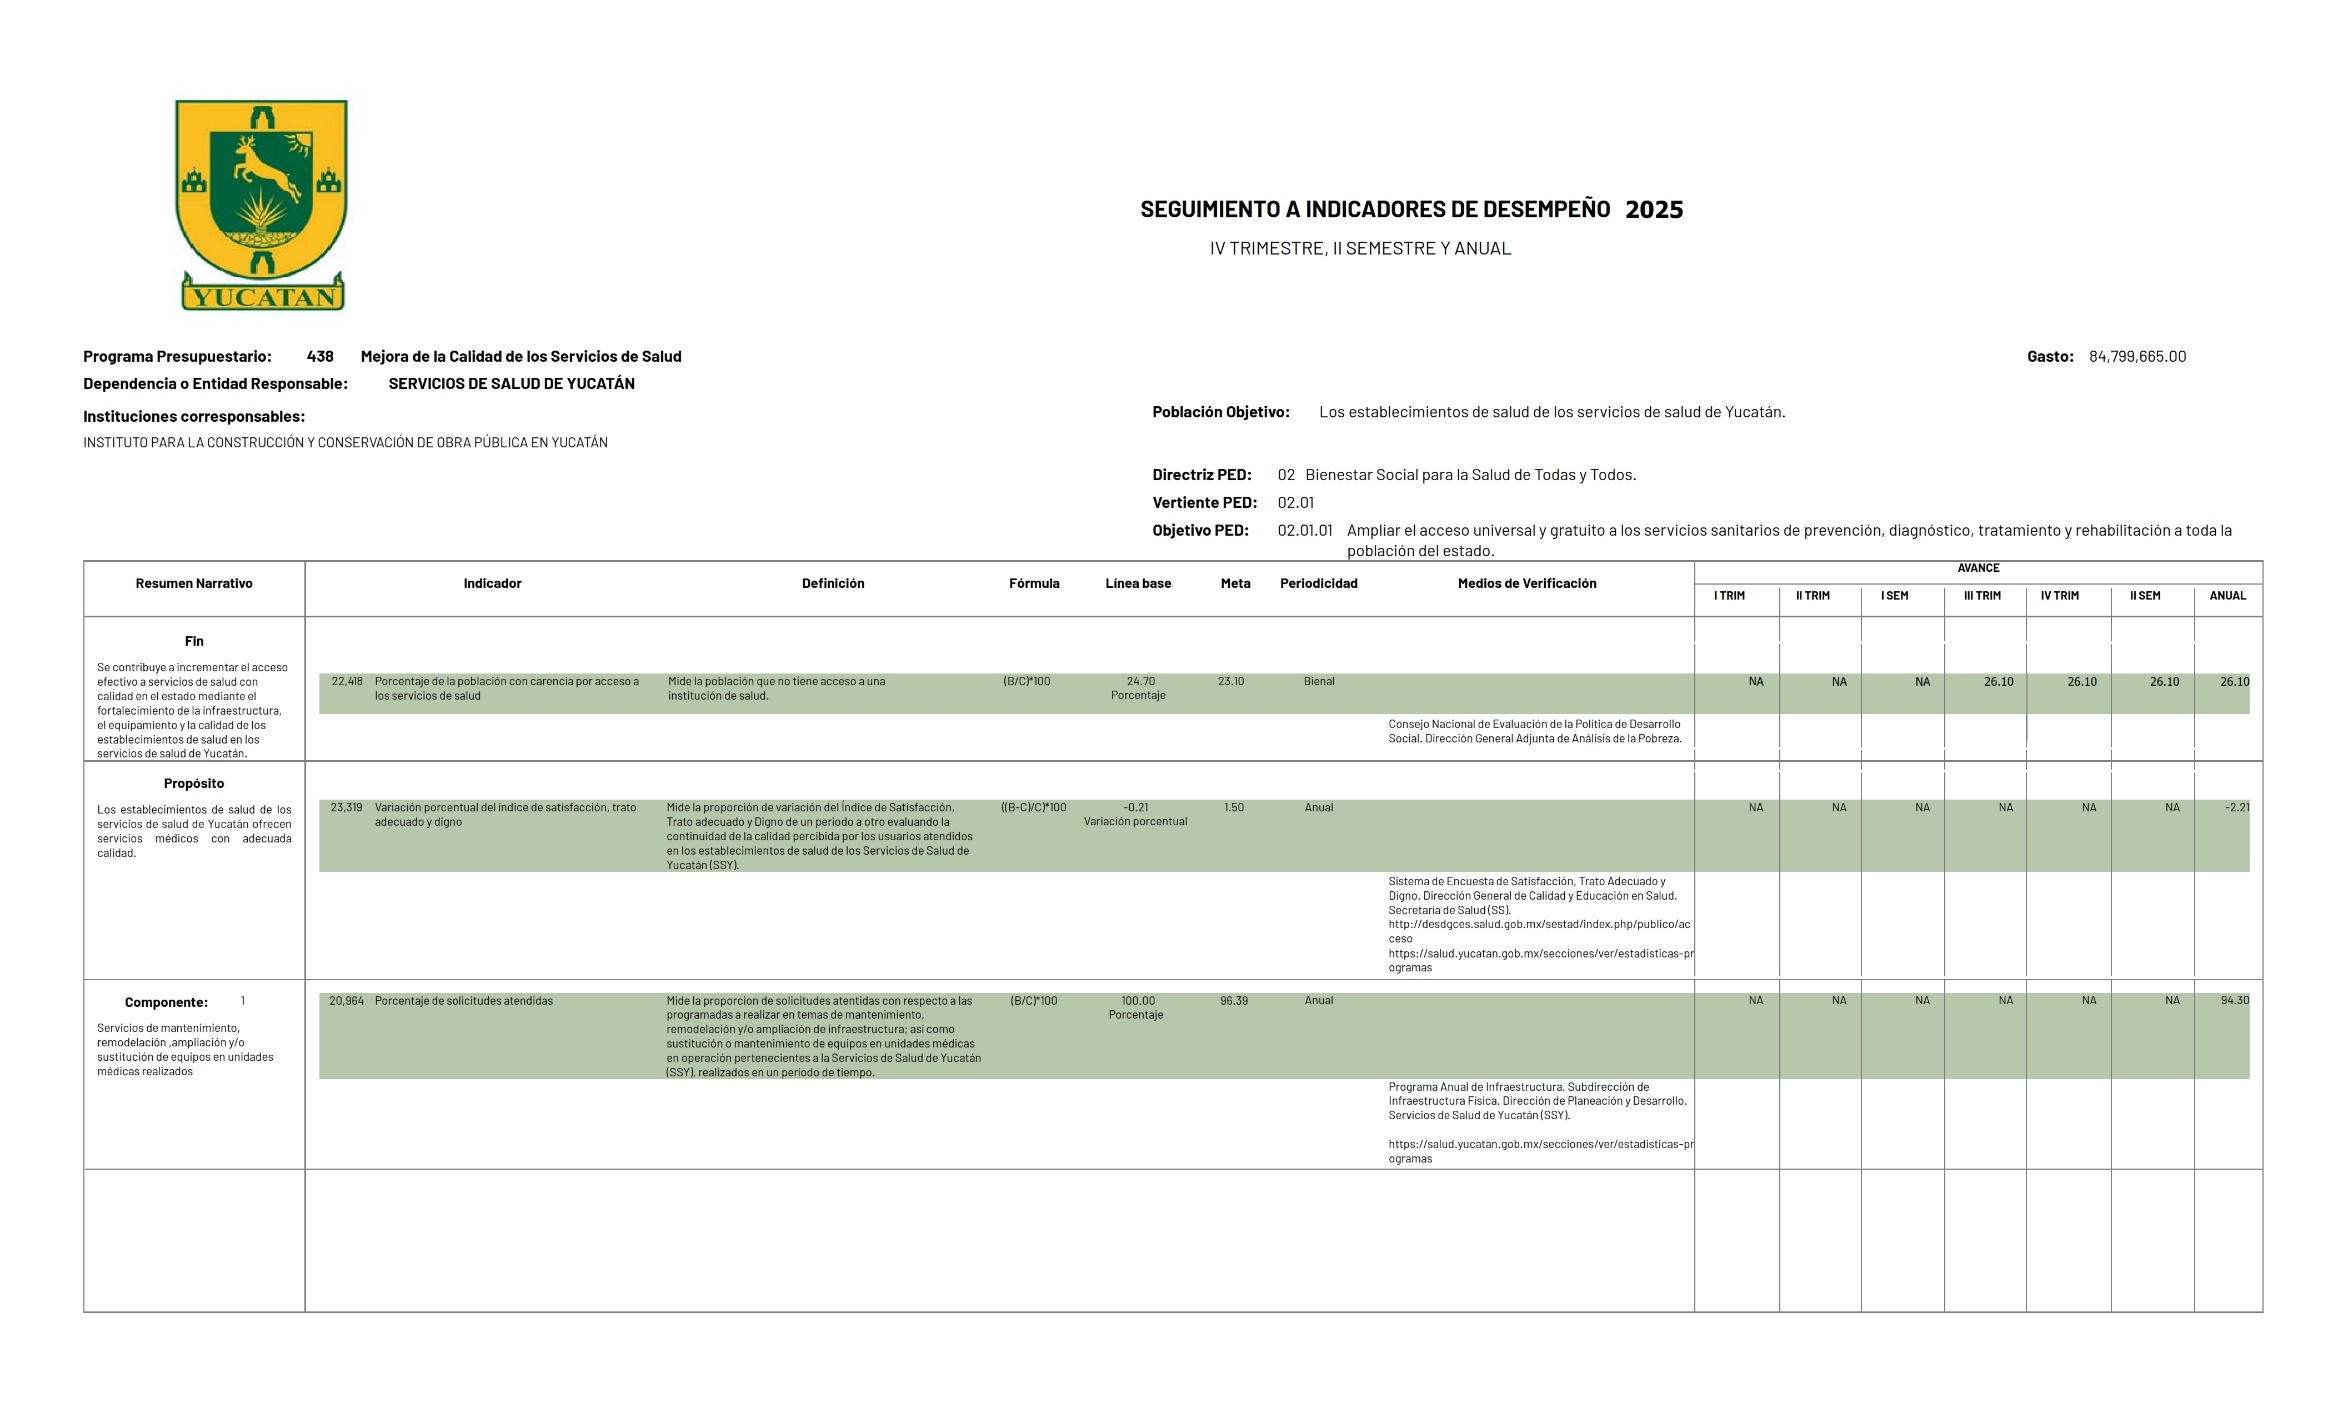 YUCATAN
SEGUIMIENTO A INDICADORES DE DESEMPEÑO 2025
IV TRIMESTRE, II SEMESTRE Y ANUAL
Programa Presupuestario: 438 Mejora de la Calidad de los Servicios de Salud
Gasto: 84,799,665.00
Dependencia o Entidad Responsable: SERVICIOS DE SALUD DE YUCATÁN
Instituciones corresponsables:
INSTITUTO PARA LA CONSTRUCCIÓN Y CONSERVACIÓN DE OBRA PÚBLICA EN YUCATÁN
Población Objetivo: Los establecimientos de salud de los servicios de salud de Yucatán.
Directriz PED: 02 Bienestar Social para la Salud de Todas y Todos.
Vertiente PED: 02.01
Objetivo PED: 02.01.01 Ampliar el acceso universal y gratuito a los servicios sanitarios de prevención, diagnóstico, tratamiento y rehabilitación a toda la
población del estado.
Resumen Narrativo Indicador Definición Fórmula Línea base Meta Periodicidad Medios de Verificación AVANCE
I TRIM II TRIM I SEM III TRIM IV TRIM II SEM ANUAL
Fin
Se contribuye a incrementar el acceso
efectivo a servicios de salud con
calidad en el estado mediante el
fortalecimiento de la infraestructura,
el equipamiento y la calidad de los
establecimientos de salud en los
servicios de salud de Yucatán.
22,418 Porcentaje de la población con carencia por acceso a
los servicios de salud
Mide la población que no tiene acceso a una
institución de salud.
(B/C)*100
24.70
Porcentaje
23.10
Bienal
Consejo Nacional de Evaluación de la Política de Desarrollo
Social. Dirección General Adjunta de Análisis de la Pobreza.
NA NA NA 26.10 26.10 26.10 26.10
Propósito
Los establecimientos de salud de los
servicios de salud de Yucatán ofrecen
servicios médicos con adecuada
calidad.
23,319 Variación porcentual del índice de satisfacción, trato
adecuado y digno
Mide la proporción de variación del Índice de Satisfacción,
Trato adecuado y Digno de un periodo a otro evaluando la
continuidad de la calidad percibida por los usuarios atendidos
en los establecimientos de salud de los Servicios de Salud de
Yucatán (SSY).
((B-C)/C)*100
-0.21
Variación porcentual
1.50
Anual
Sistema de Encuesta de Satisfacción, Trato Adecuado y
Digno. Dirección General de Calidad y Educación en Salud.
Secretaría de Salud (SS).
http://desdgces.salud.gob.mx/sestad/index.php/publico/ac
ceso
https://salud.yucatan.gob.mx/secciones/ver/estadisticas-pr
ogramas
NA NA NA NA NA NA -2.21
Componente: 1
Servicios de mantenimiento,
remodelación ,ampliación y/o
sustitución de equipos en unidades
médicas realizados
20,964 Porcentaje de solicitudes atendidas
Mide la proporcion de solicitudes atentidas con respecto a las
programadas a realizar en temas de mantenimiento,
remodelación y/o ampliación de infraestructura; así como
sustitución o mantenimiento de equipos en unidades médicas
en operación pertenecientes a la Servicios de Salud de Yucatán
(SSY), realizados en un período de tiempo.
(B/C)*100
100.00
Porcentaje
96.39
Anual
Programa Anual de Infraestructura. Subdirección de
Infraestructura Física. Dirección de Planeación y Desarrollo.
Servicios de Salud de Yucatán (SSY).
https://salud.yucatan.gob.mx/secciones/ver/estadisticas-pr
ogramas
NA NA NA NA NA NA 94.30